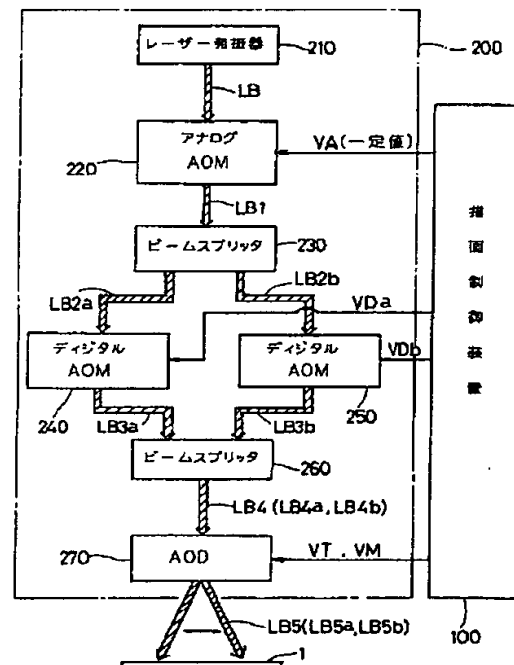 レーザー発振器
210
200
LB
アナログ
AOM
220
VA(一定値)
LB1
ビームスプリッタ
230
LB2a
LB2b
VDa
ディジタル
AOM
ディジタル
AOM
VDb
240
250
LB3a
LB3b
ビームスプリッタ
260
LB4(LB4a,LB4b)
270
AOD
VT.VM
LB5(LB5a,LB5b)
1
描画制御装置
100